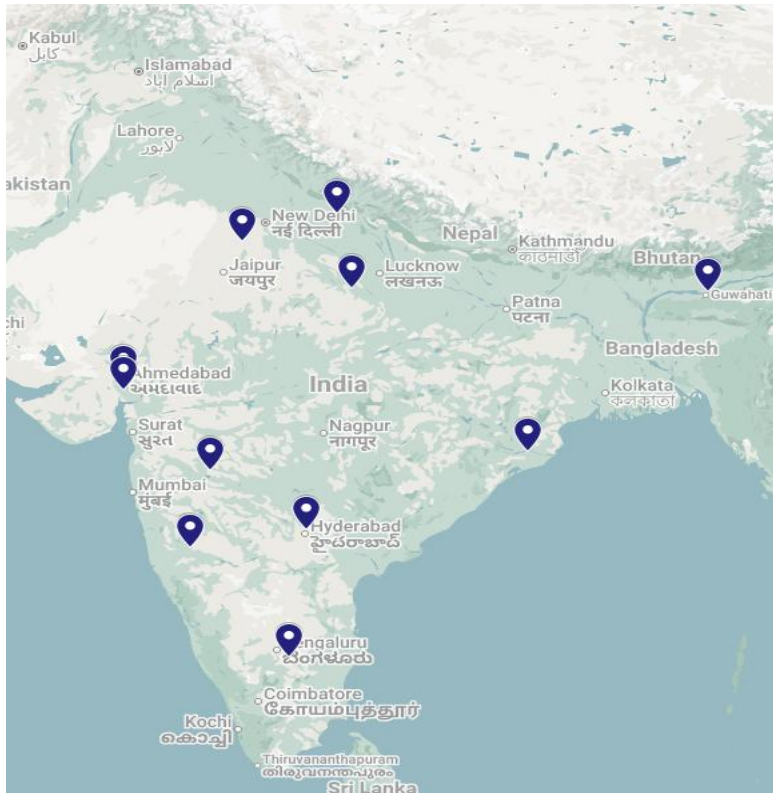 Kabul
کابل
Islamabad
اسلام آباد
Lahore
لاہور
akistan
New Delhi
नई दिल्ली
Nepal
Kathmandu
काठमाडौं
Bhutan
Jaipur
जयपुर
Lucknow
लखनऊ
Guwahati
Patna
पटना
chi
Bangladesh
Ahmedabad
અમદાવાદ
India
Kolkata
কলকাতা
Surat
સુરત
Nagpur
नागपूर
Mumbai
मुंबई
Hyderabad
హైదరాబాద్
engaluru
ಬೆಂಗಳೂರು
Coimbatore
கோயம்புத்தூர்
Kochi
കൊച്ചി
Thiruvananthapuram
തിരുവനന്തപുരം
Sri Lanka